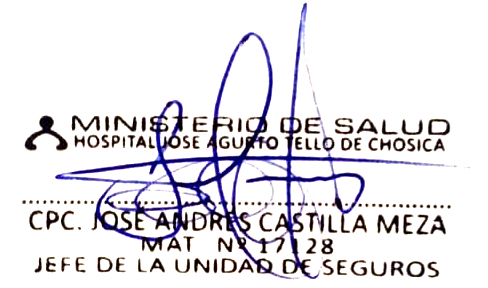 MINISTERIO DE SALUD
HOSPITAL JOSE AGURTO TELLO DE CHOSICA
CPC. JOSE ANDRES CASTILLA MEZA
MAT Nº 17128
JEFE DE LA UNIDAD DE SEGUROS